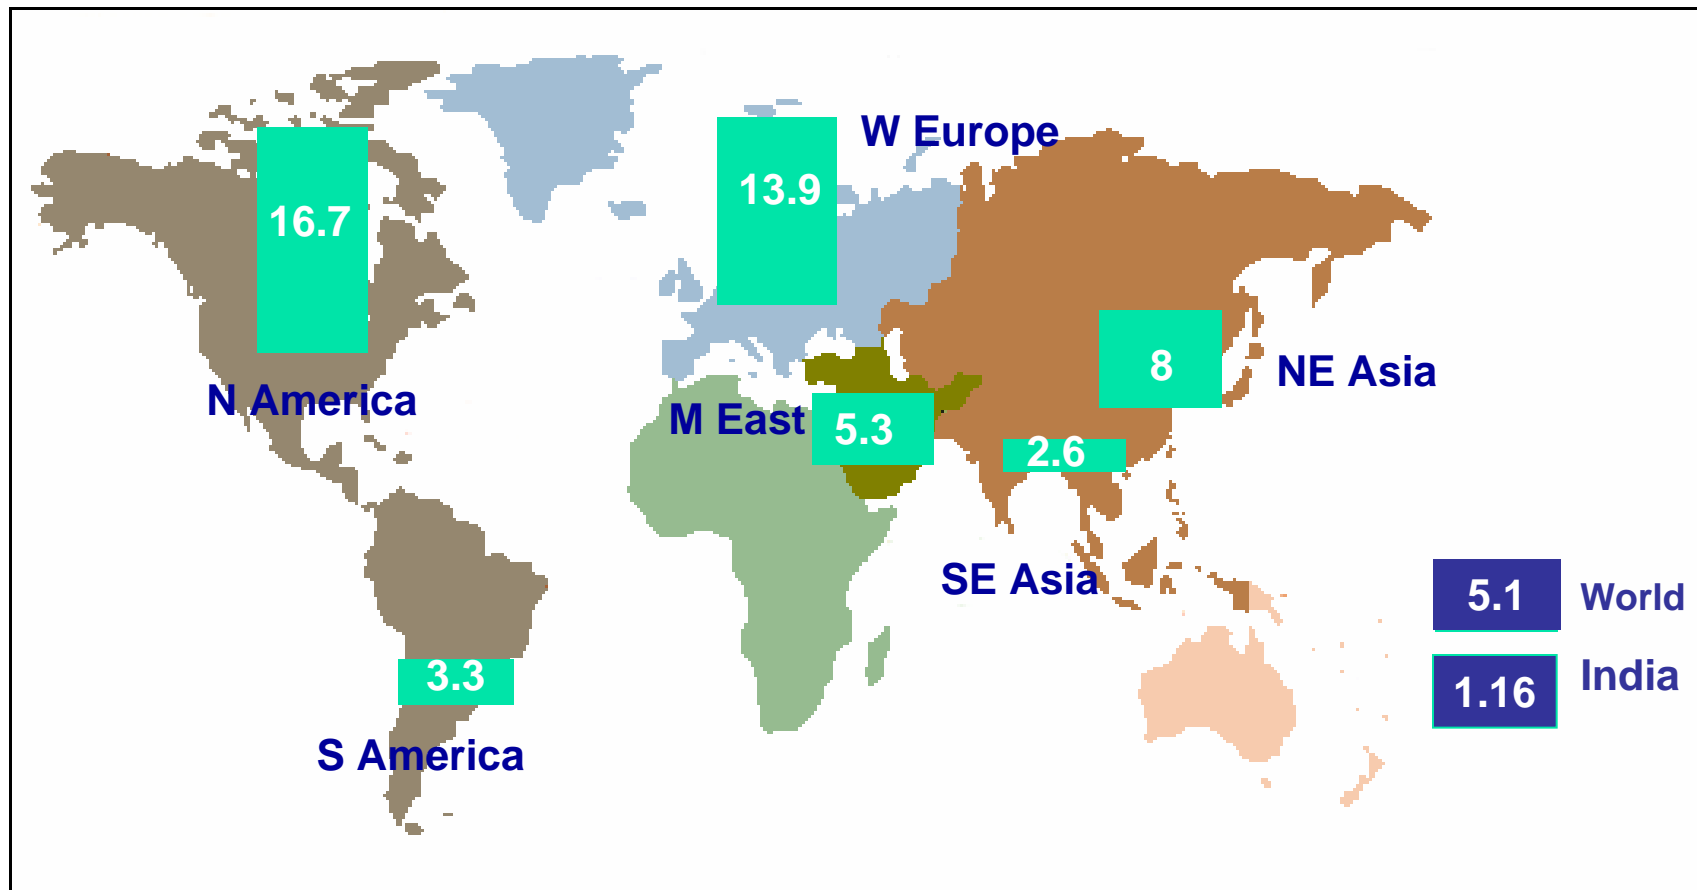 W Europe
13.9
16.7
8
NE Asia
N America
M East
5.3
2.6
SE Asia
5.1
World
3.3
1.16
India
S America